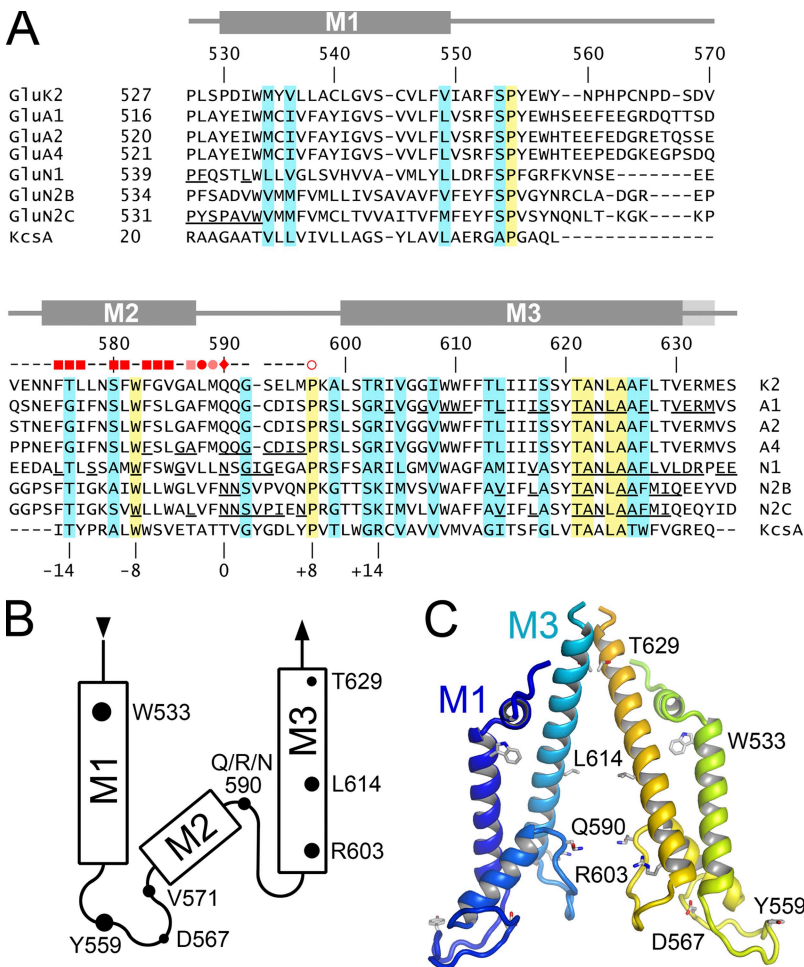 A
M1
530 540 550 560 570
GluK2 527 PLSPDIWMYVLLACLGVS-CVLFVIARFSPYEWY--NPHPCNPD-SDV
GluA1 516 PLAYEIWMCIVFAYIGVS-VVLFLVSRFSPYEWHSEEFEEGRDQTTSD
GluA2 520 PLAYEIWMCIVFAYIGVS-VVLFLVSRFSPYEWHTEEFEDGRETQSSE
GluA4 521 PLAYEIWMCIVFAYIGVS-VVLFLVSRFSPYEWHTEEPEDGKEGPSDQ
GluN1 539 PFQSTLWLLVGLSVHVVA-VMLYLLDRFSPFGRFKVNSE------EE
GluN2B 534 PFSADVWVMMFVMLLIVSAVAVFVFEYFSPVGYNRCLA-DGR---EP
GluN2C 531 PYSPAVWVMMFVMCLTVVAITVFMFEYFSPVSYNQNLT-KGK---KP
KcsA 20 RAAGAATVLLVIVLLAGS-YLAVLAERGAPGAQL--------------
M2 M3
580 590 600 610 620 630
VENNFTLLNSFWFGVGALMQQG-SELMPKALSTRIVGGIWWFFTLIIISSYTANLAAFLTVERMES K2
QSNEFGIFNSLWFSLGAFMQQG-CDISPRSLSGRIVGGVWWFFTLIIISSYTANLAAFLTVERMVS A1
STNEFGIFNSLWFSLGAFMQQG-CDISPRSLSGRIVGGVWWFFTLIIISSYTANLAAFLTVERMVS A2
PPNEFGIFNSLWFSLGAFMQQG-CDISPRSLSGRIVGGVWWFFTLIIISSYTANLAAFLTVERMVS A4
EEDALTLSSAMWFSWGVLLNSGIGEGAPRSFSARILGMVWAGFAMIIVASYTANLAAFLVLDRPEE N1
GGPSFTIGKAIWLLWGLVFNNSVPVQNPKGTTSKIMVSVWAFFAVIFLASYTANLAAFMIQEEYVD N2B
GGPSFTIGKSVWLLWALVFNNSVPIENPRGTTSKIMVLVWAFFAVIFLASYTANLAAFMIQEQYID N2C
----ITYPRALWWSVETATTVGYGDLYPVTLWGRCVAVVVMVAGITSFGLVTAALATWFVGREQ-- KcsA
-14 -8 0 +8 +14
B
M1
W533
M2
M3
T629
L614
R603
Q/R/N
590
V571
Y559
D567
C
M3
T629
M1
W533
L614
Q590
R603
Y559
D567